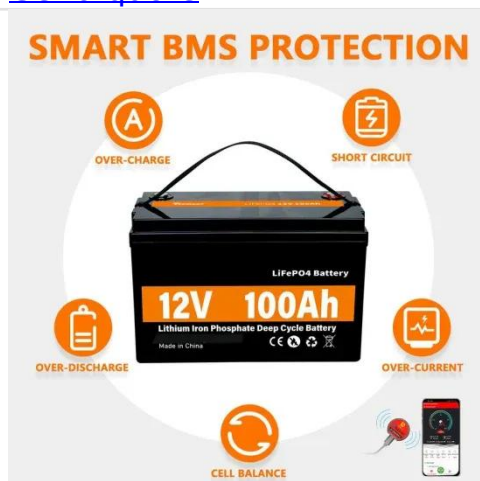 SMART BMS PROTECTION
OVER-CHARGE
SHORT CIRCUIT
LiFePO4 Battery
12V 100Ah
Lithium Iron Phosphate Deep Cycle Battery
Made in China
OVER-DISCHARGE
OVER-CURRENT
CELL BALANCE